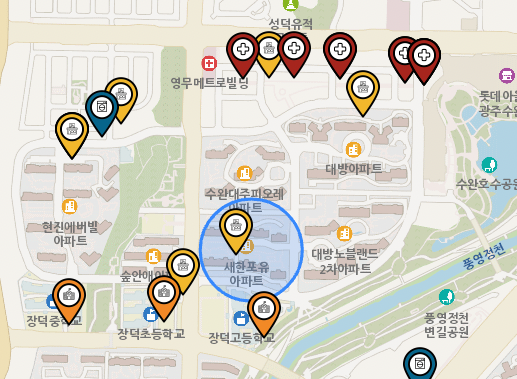 성덕유적
영무메트로빌딩
롯데아울
광주수완
대방아파트
수완대주피오레
아파트
수완호수공원
현진에버빌
아파트
대방노블랜드
2차아파트
풍영정천
숲안애
세한포유
아파트
장덕중학교
장덕초등학교
장덕고등학교
풍영정천
변길공원